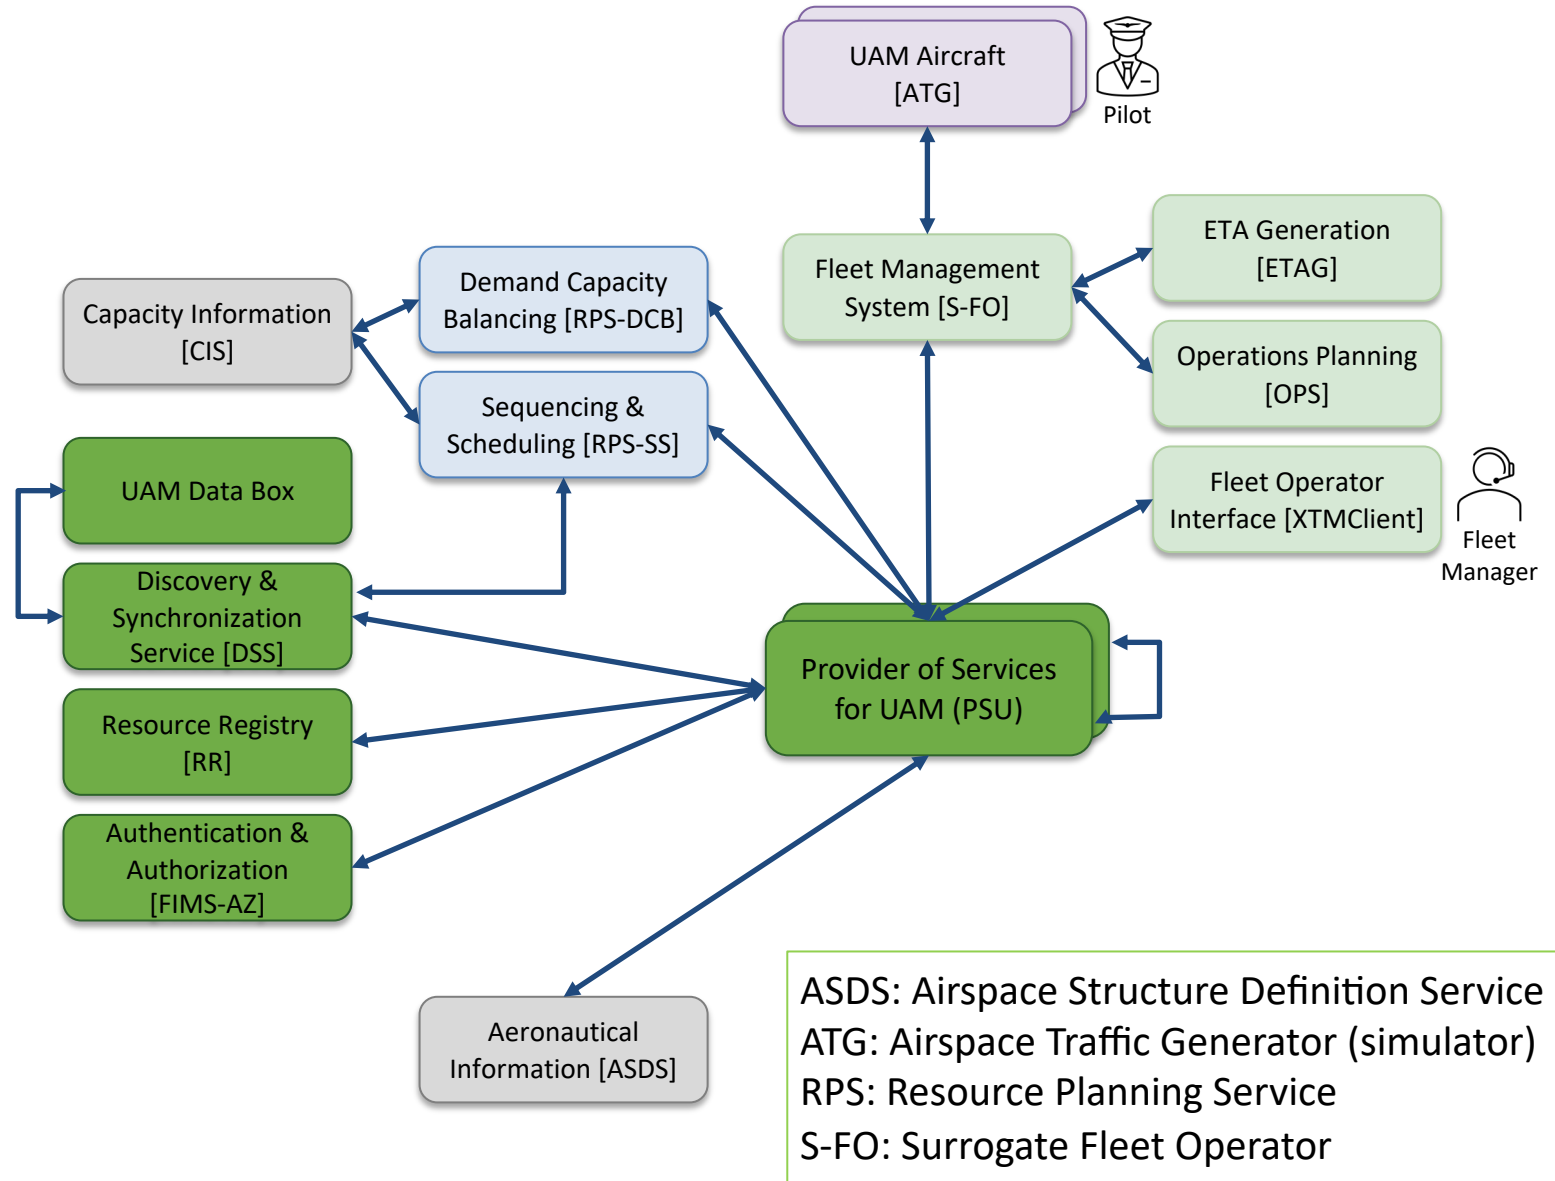 UAM Aircraft
[ATG]
Pilot
ETA Generation
[ETAG]
Fleet Management
System [S-FO]
Demand Capacity
Balancing [RPS-DCB]
Capacity Information
[CIS]
Operations Planning
[OPS]
Sequencing &
Scheduling [RPS-SS]
UAM Data Box
Fleet Operator
Interface [XTMClient]
Fleet
Manager
Discovery &
Synchronization
Service [DSS]
Provider of Services
for UAM (PSU)
Resource Registry
[RR]
Authentication &
Authorization
[FIMS-AZ]
Aeronautical
Information [ASDS]
ASDS: Airspace Structure Definition Service
ATG: Airspace Traffic Generator (simulator)
RPS: Resource Planning Service
S-FO: Surrogate Fleet Operator